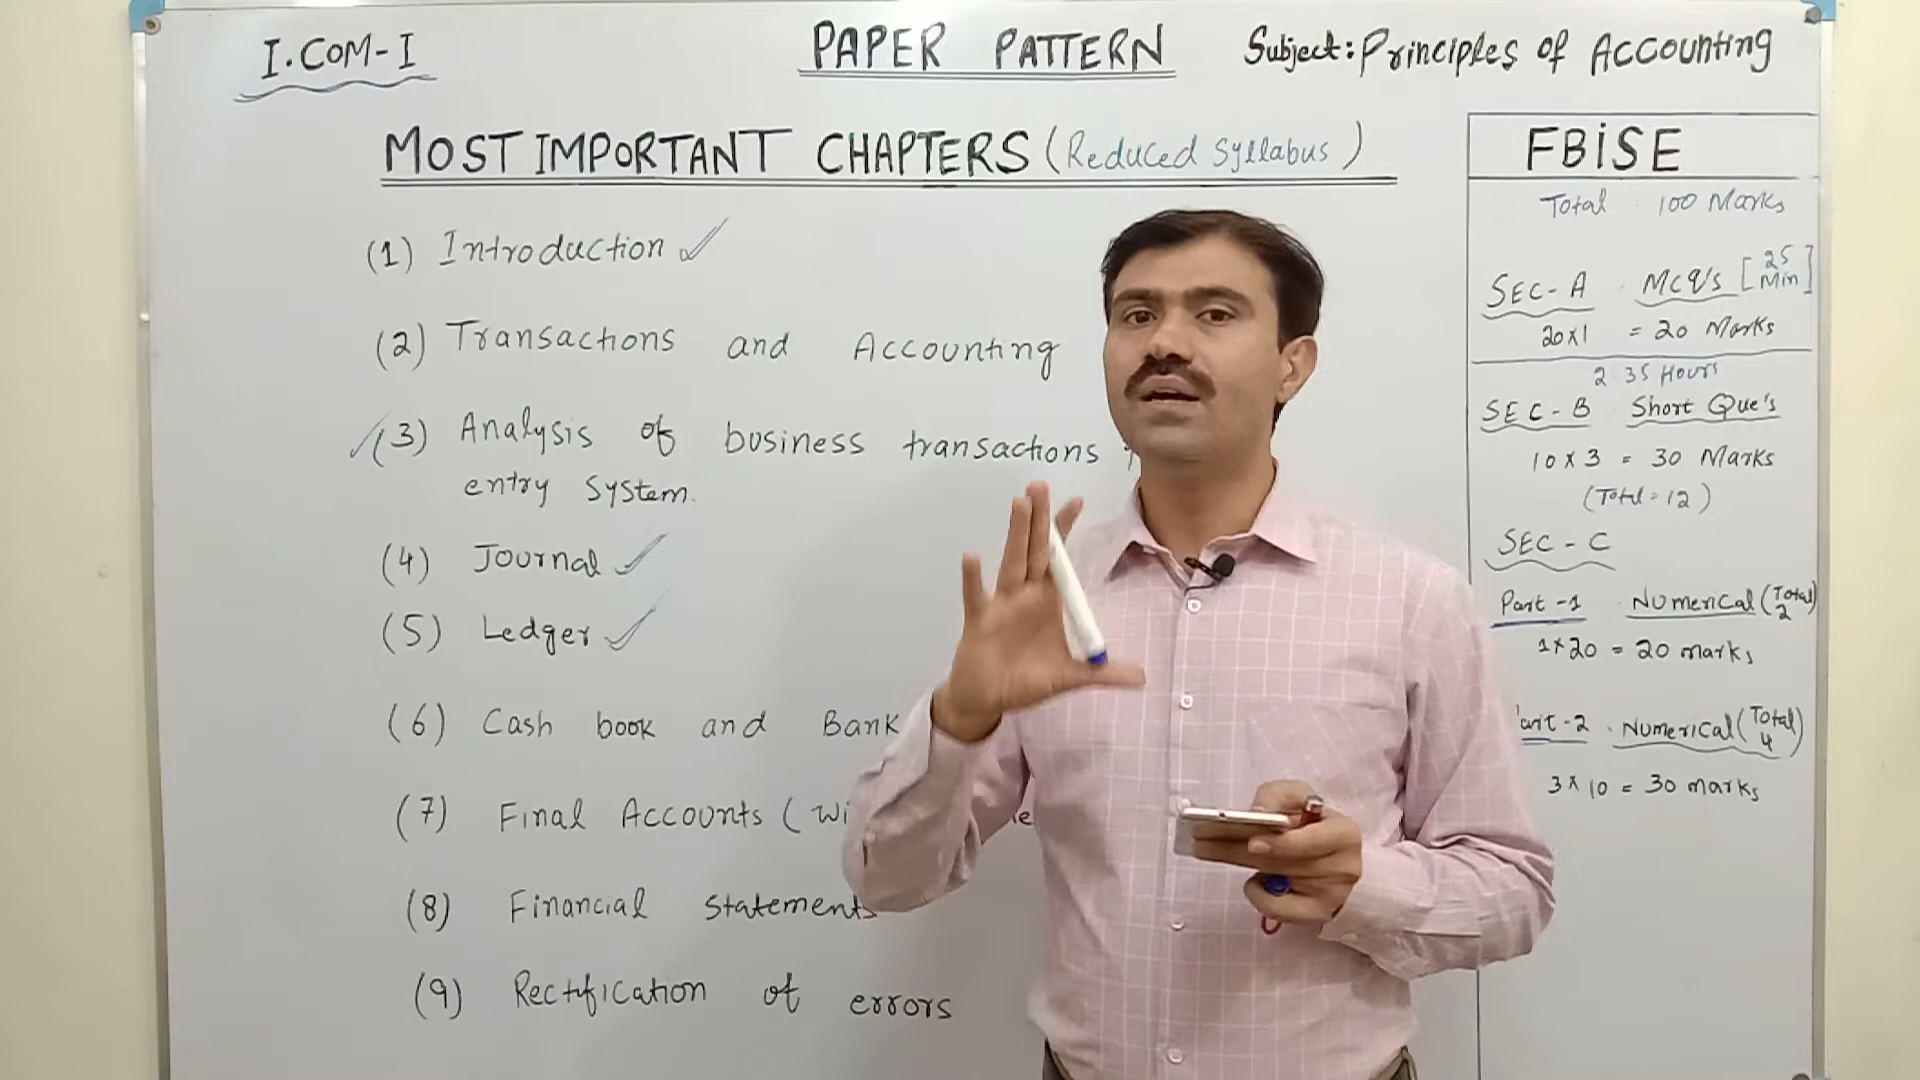 I.COM-I
PAPER PATTERN
Subject: Principles of Accounting
MOST IMPORTANT CHAPTERS (Reduced Syllabus)
(1) Introduction ✓
(2) Transactions and Accounting
✓(3) Analysis of business transactions
entry system.
(4) Journal ✓
(5) Ledger ✓
(6) Cash book and Bank
(7) Final Accounts (
(8) Financial statements
(9) Rectification of errors
FBiSE
Total 100 Marks
SEC-A MCQ's [25 Min]
20x1 = 20 Marks
2 35 Hours
SEC-B Short Que's
10 x 3 = 30 Marks
(Total = 12)
SEC-C
Part-1 Numerical (Total 2)
1x20 = 20 marks
Part-2 Numerical (Total 4)
3x10 = 30 marks